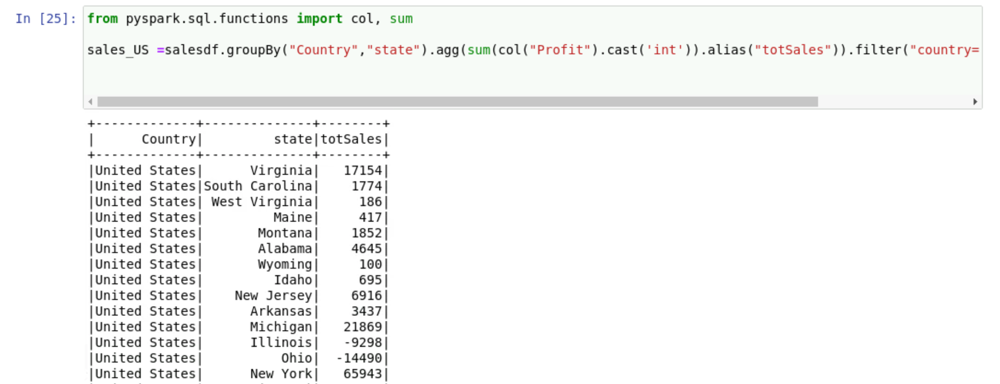 In [25]: from pyspark.sql.functions import col, sum
sales_US =salesdf.groupBy("Country","state").agg(sum(col("Profit").cast('int')).alias("totSales")).filter("country=
+-------------+--------------+--------+
|      Country|         state|totSales|
+-------------+--------------+--------+
|United States|      Virginia|   17154|
|United States|South Carolina|    1774|
|United States| West Virginia|     186|
|United States|         Maine|     417|
|United States|       Montana|    1852|
|United States|       Alabama|    4645|
|United States|       Wyoming|     100|
|United States|         Idaho|     695|
|United States|    New Jersey|    6916|
|United States|      Arkansas|    3437|
|United States|      Michigan|   21869|
|United States|      Illinois|   -9298|
|United States|          Ohio|  -14490|
|United States|      New York|   65943|